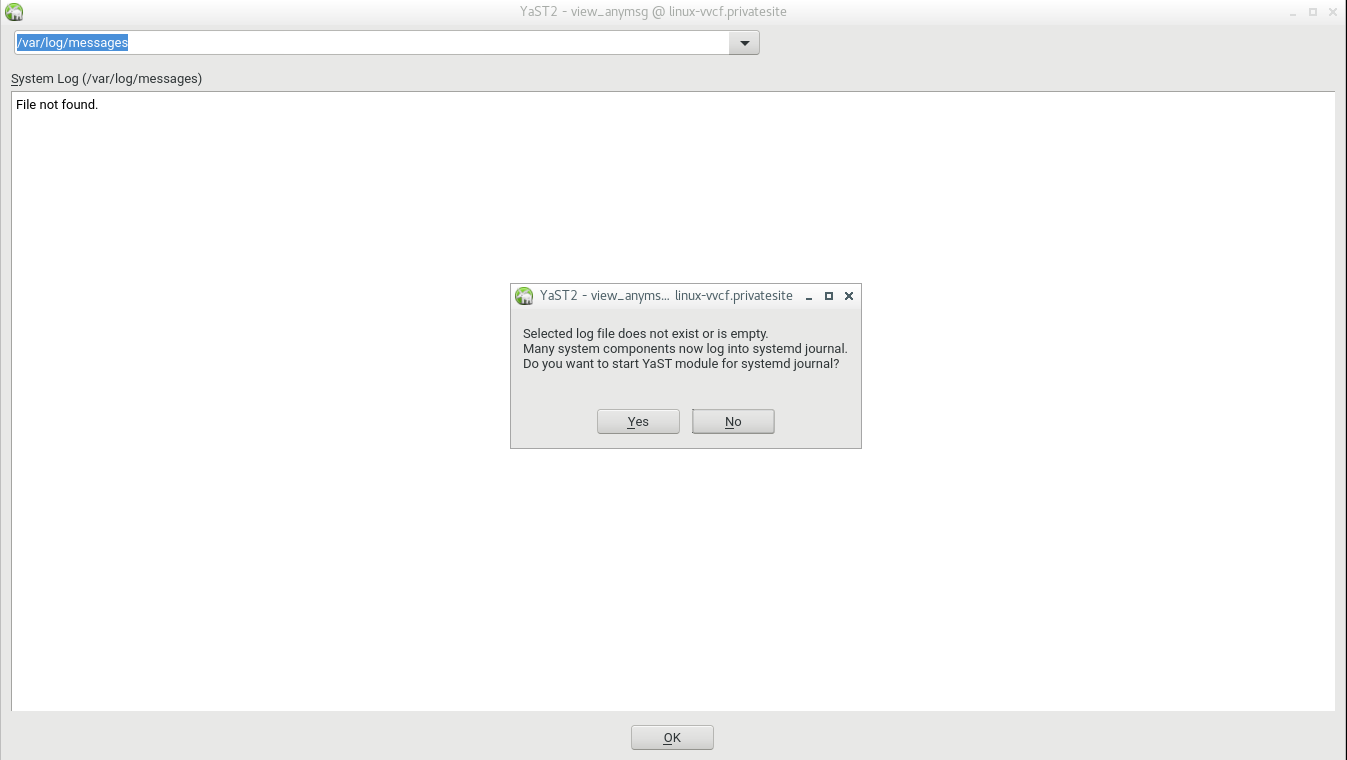 YaST2 - view_anymsg @ linux-vvcf.privatesite
/var/log/messages
System Log (/var/log/messages)
File not found.
YaST2 - view_anyms... linux-vvcf.privatesite
Selected log file does not exist or is empty.
Many system components now log into systemd journal.
Do you want to start YaST module for systemd journal?
Yes No
OK